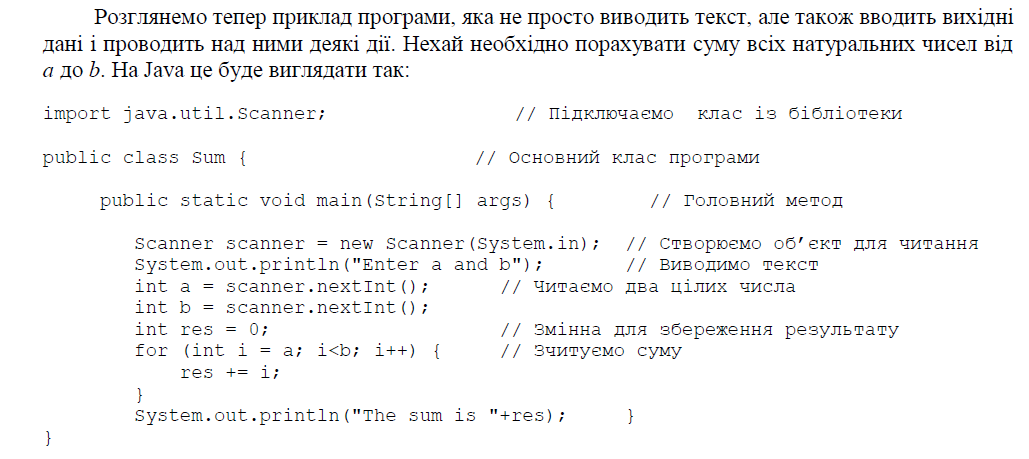 Розглянемо тепер приклад програми, яка не просто виводить текст, але також вводить вихідні
дані і проводить над ними деякі дії. Нехай необхідно порахувати суму всіх натуральних чисел від
a до b. На Java це буде виглядати так:
import java.util.Scanner; // Підключаємо клас із бібліотеки
public class Sum { // Основний клас програми
public static void main(String[] args) { // Головний метод
Scanner scanner = new Scanner(System.in); // Створюємо об’єкт для читання
System.out.println("Enter a and b"); // Виводимо текст
int a = scanner.nextInt(); // Читаємо два цілих числа
int b = scanner.nextInt();
int res = 0; // Змінна для збереження результату
for (int i = a; i<b; i++) { // Зчитуємо суму
res += i;
}
System.out.println("The sum is "+res); }
}